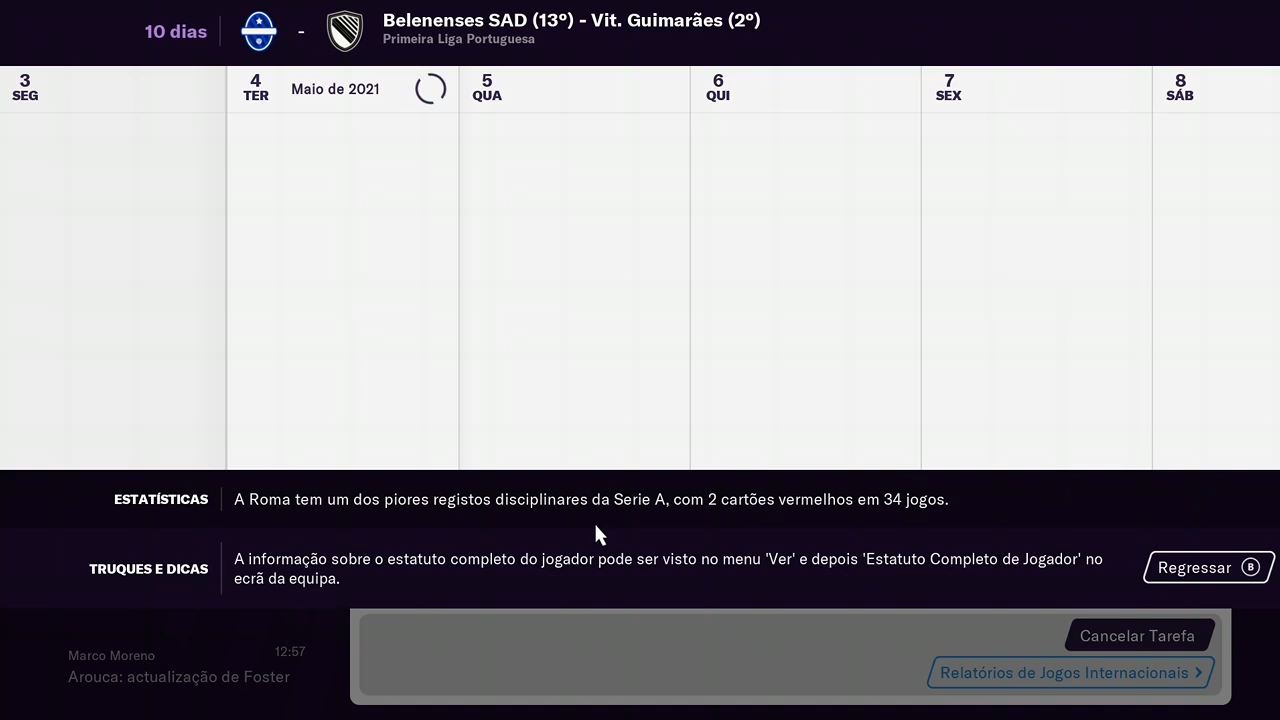 10 dias
-
Belenenses SAD (13º) - Vit. Guimarães (2º)
Primeira Liga Portuguesa
3
SEG
4
TER
Maio de 2021
5
QUA
6
QUI
7
SEX
8
SÁB
ESTATÍSTICAS
A Roma tem um dos piores registos disciplinares da Serie A, com 2 cartões vermelhos em 34 jogos.
TRUQUES E DICAS
A informação sobre o estatuto completo do jogador pode ser visto no menu 'Ver' e depois 'Estatuto Completo de Jogador' no
ecrã da equipa.
Regressar B
Cancelar Tarefa
Marco Moreno 12:57
Arouca: actualização de Foster
Relatórios de Jogos Internacionais >